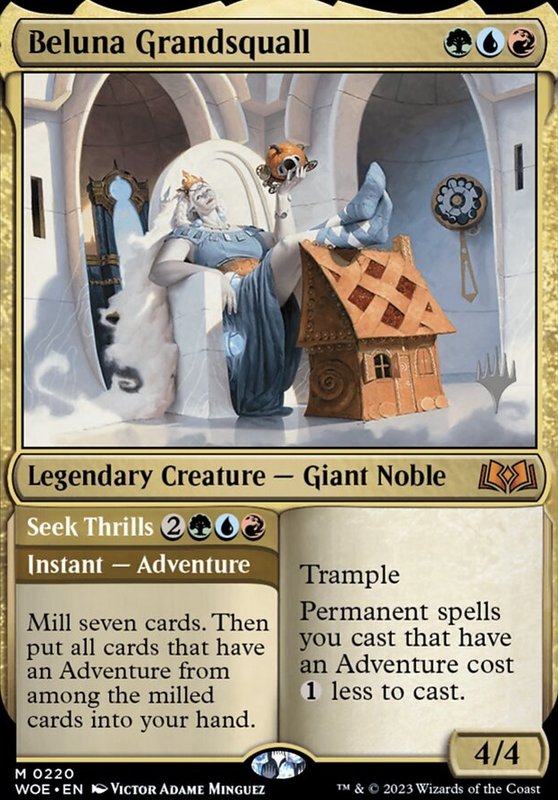 Beluna Grandsquall
Legendary Creature — Giant Noble
Seek Thrills 2
Instant — Adventure
Mill seven cards. Then
put all cards that have
an Adventure from
among the milled
cards into your hand.
Trample
Permanent spells
you cast that have
an Adventure cost
1 less to cast.
4/4
M 0220
WOE • EN Victor Adame Minguez
™ & © 2023 Wizards of the Coast